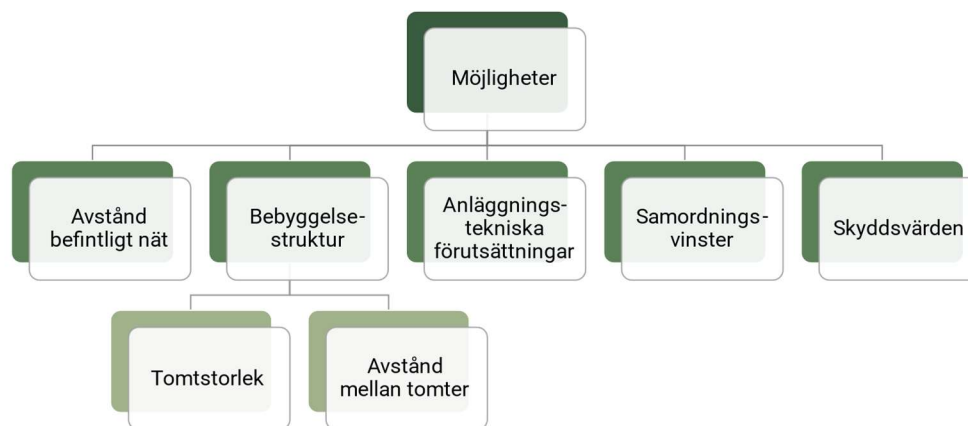 Möjligheter
Avstånd
befintligt nät
Bebyggelse-
struktur
Anläggnings-
tekniska
förutsättningar
Samordnings-
vinster
Skyddsvärden
Tomtstorlek
Avstånd
mellan tomter